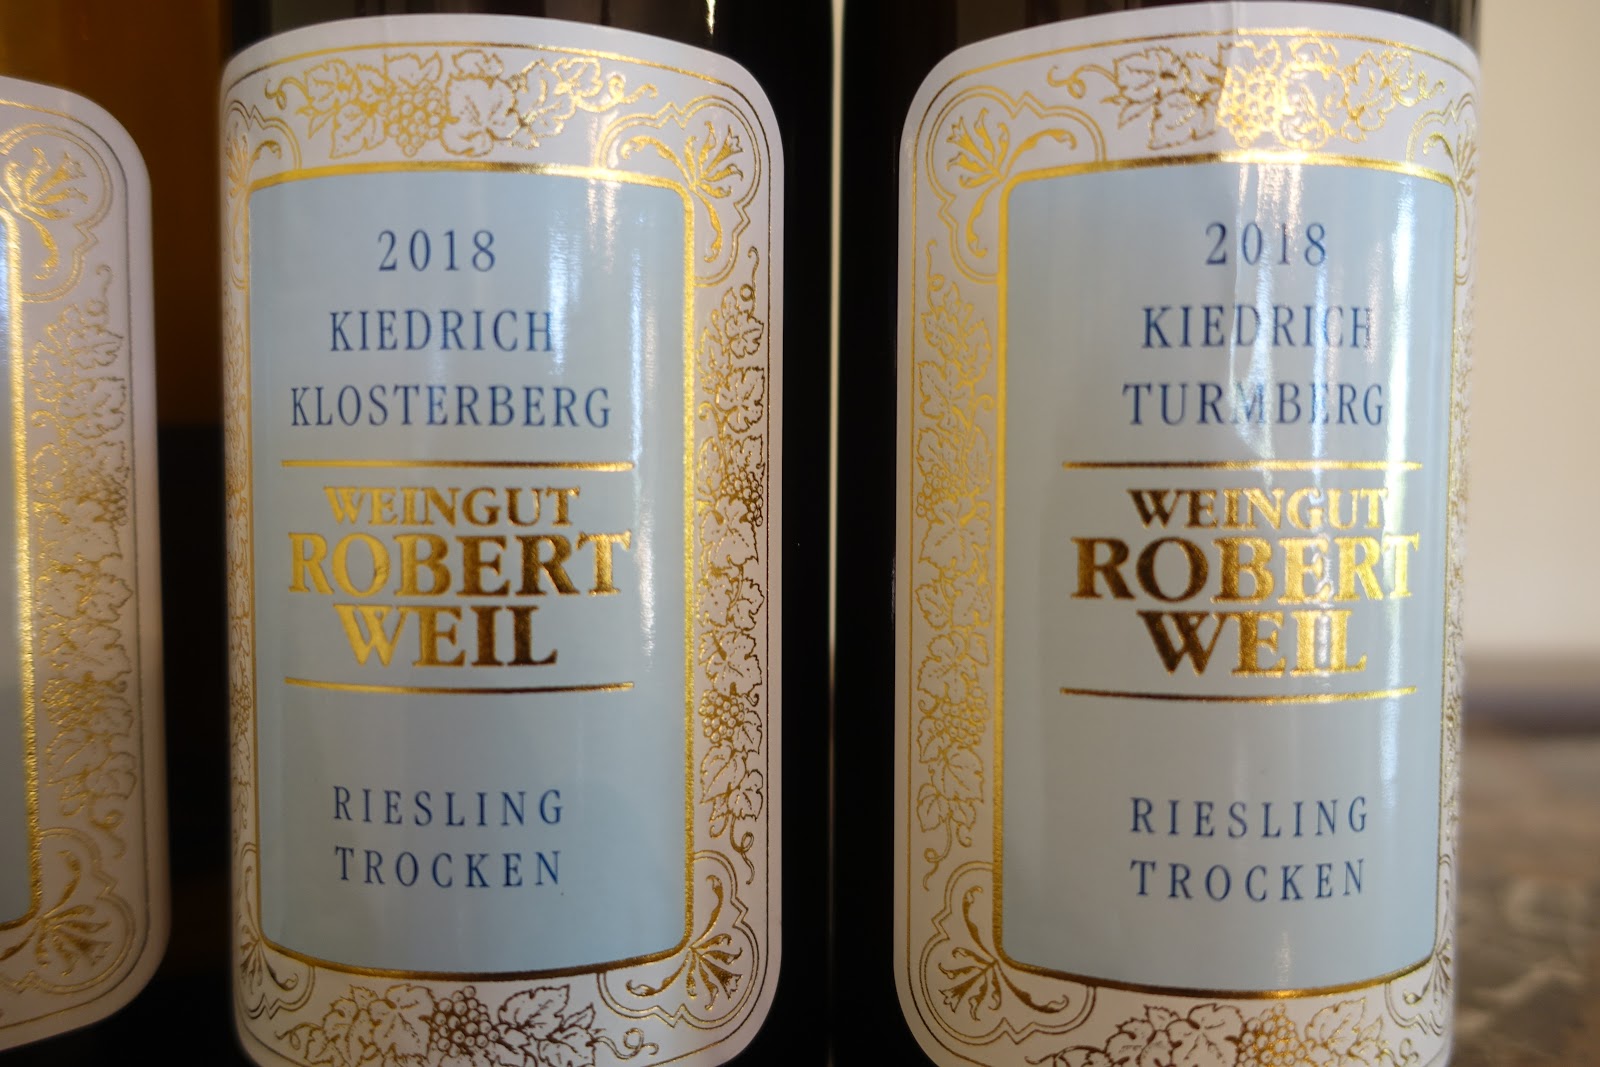 2018
KIEDRICH
KLOSTERBERG
WEINGUT
ROBERT
WEIL
RIESLING
TROCKEN
2018
KIEDRICH
TURMBERG
WEINGUT
ROBERT
WEIL
RIESLING
TROCKEN